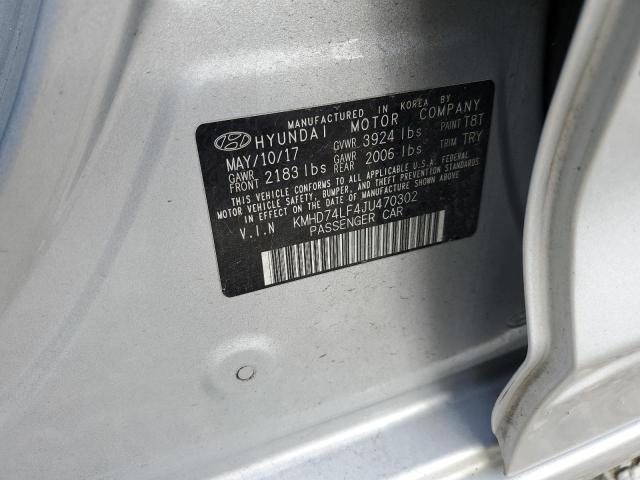 MANUFACTURED IN KOREA BY
HYUNDAI MOTOR COMPANY
MAY/10/17 GVWR 3924 lbs PAINT T8T
GAWR FRONT 2183 lbs GAWR REAR 2006 lbs TRIM TRY
THIS VEHICLE CONFORMS TO ALL APPLICABLE U.S.A. FEDERAL
MOTOR VEHICLE SAFETY, BUMPER, AND THEFT PREVENTION STANDARDS
IN EFFECT ON THE DATE OF MANUFACTURE SHOWN ABOVE.
V.I.N KMHD74LF4JU470302
PASSENGER CAR